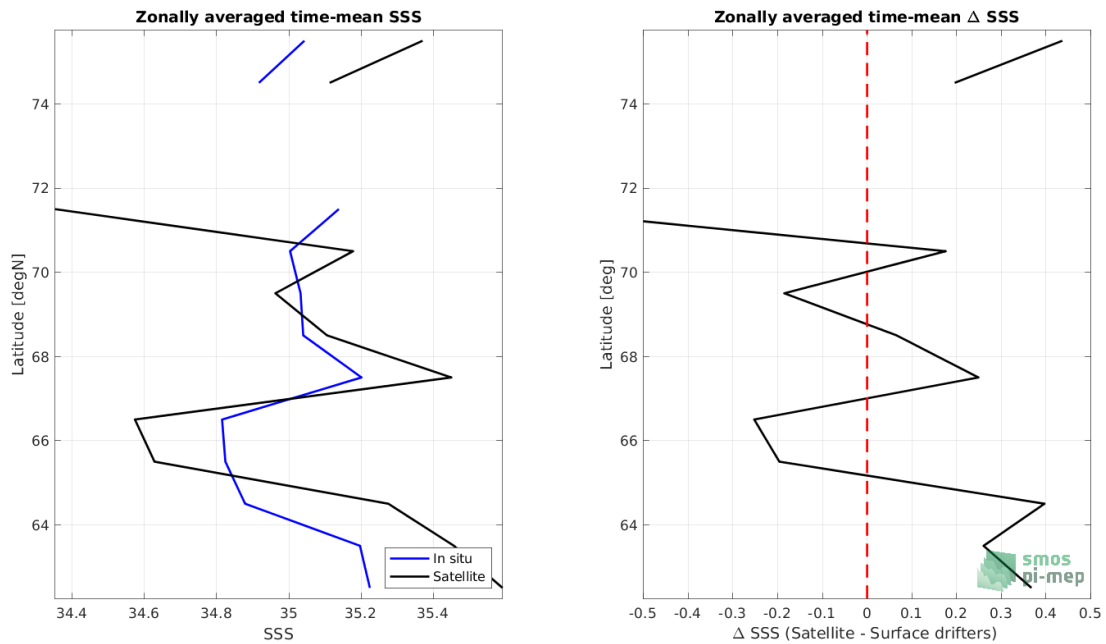 Zonally averaged time-mean SSS
74
72
70
68
66
64
Latitude [degN]
34.4 34.6 34.8 35 35.2 35.4
SSS
In situ
Satellite
Zonally averaged time-mean Δ SSS
74
72
70
68
66
64
Latitude [deg]
-0.5 -0.4 -0.3 -0.2 -0.1 0 0.1 0.2 0.3 0.4 0.5
Δ SSS (Satellite - Surface drifters)
smos
pi-mep